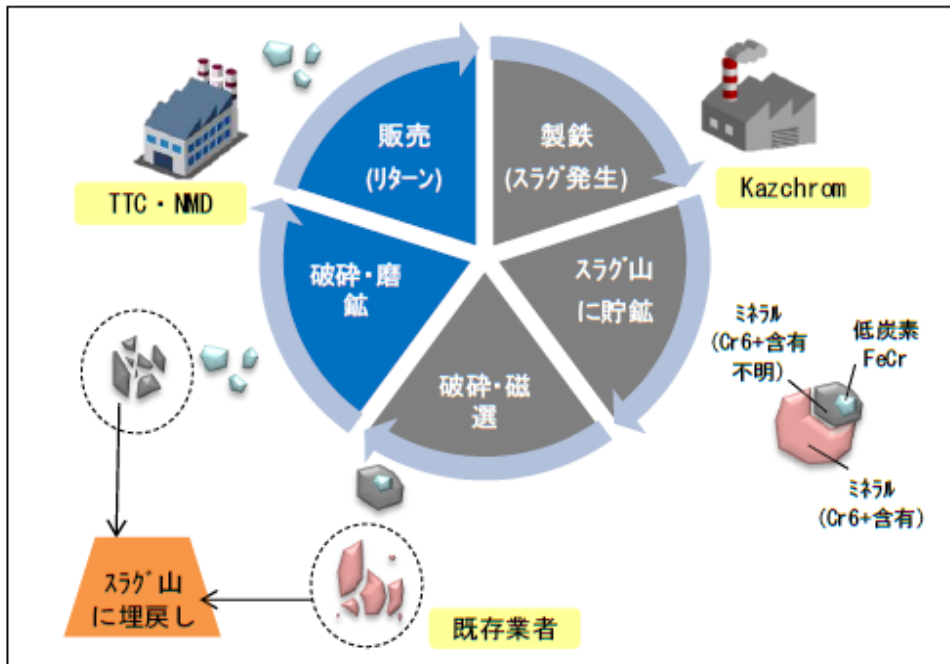 販売
(ﾘﾀｰﾝ)
製鉄
(ｽﾗｸﾞ発生)
TTC・NMD
Kazchrom
破砕・磨
鉱
ｽﾗｸﾞ山
に貯鉱
ﾐﾈﾗﾙ
(Cr6+含有
不明)
低炭素
FeCr
破砕・磁
選
ﾐﾈﾗﾙ
(Cr6+含有)
ｽﾗｸﾞ山
に埋戻し
既存業者